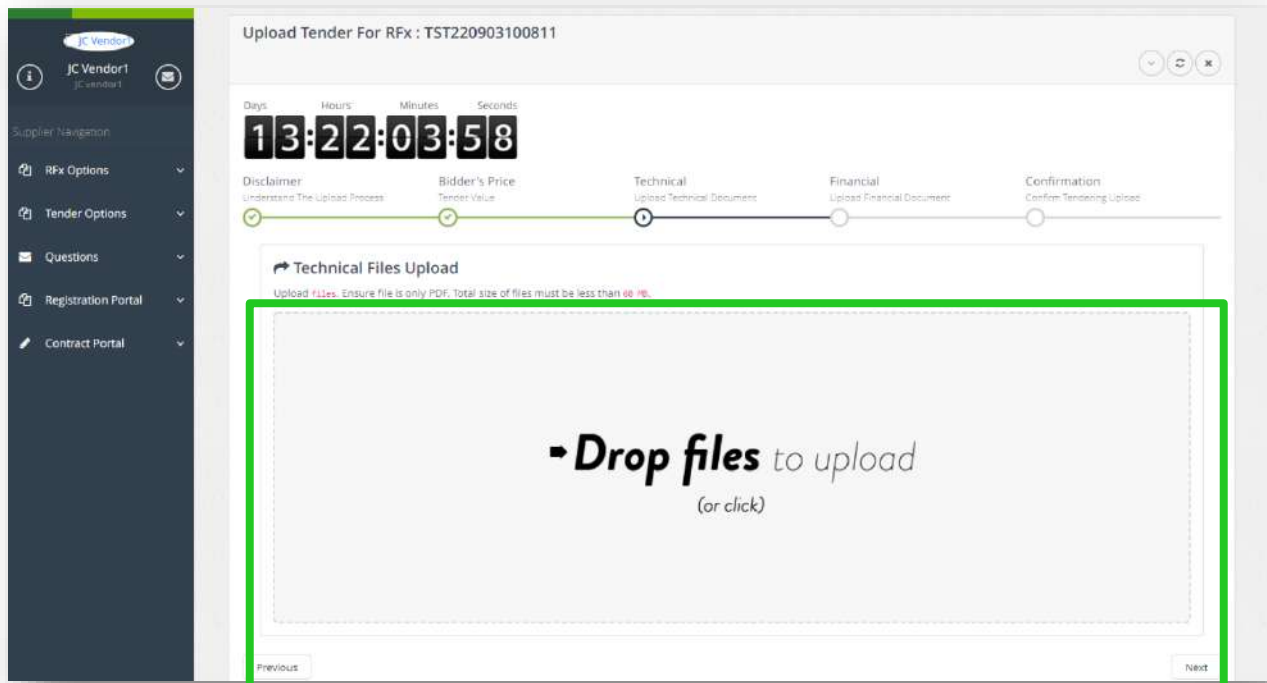 JC Vendor1
JC Vendor1
JC vendor1
Supplier Navigation
RFx Options
Tender Options
Questions
Registration Portal
Contract Portal
Upload Tender For RFx : TST220903100811
Days Hours Minutes Seconds
13:22:03:58
Disclaimer
Understand The Upload Process
Bidder's Price
Tender Value
Technical
Upload Technical Document
Financial
Upload Financial Document
Confirmation
Confirm Tendering Upload
Technical Files Upload
Upload files. Ensure file is only PDF. Total size of files must be less than 60 MB.
Drop files to upload
(or click)
Previous
Next